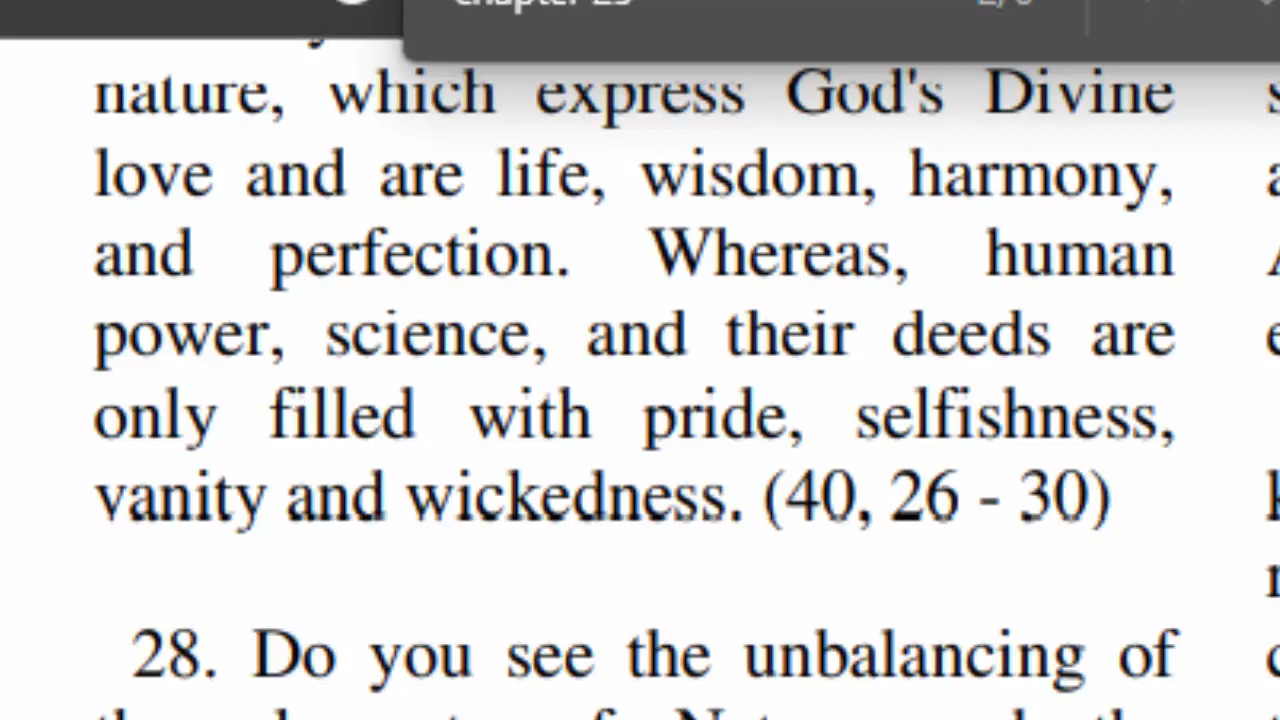 nature, which express God's Divine
love and are life, wisdom, harmony,
and perfection. Whereas, human
power, science, and their deeds are
only filled with pride, selfishness,
vanity and wickedness. (40, 26 - 30)
28. Do you see the unbalancing of